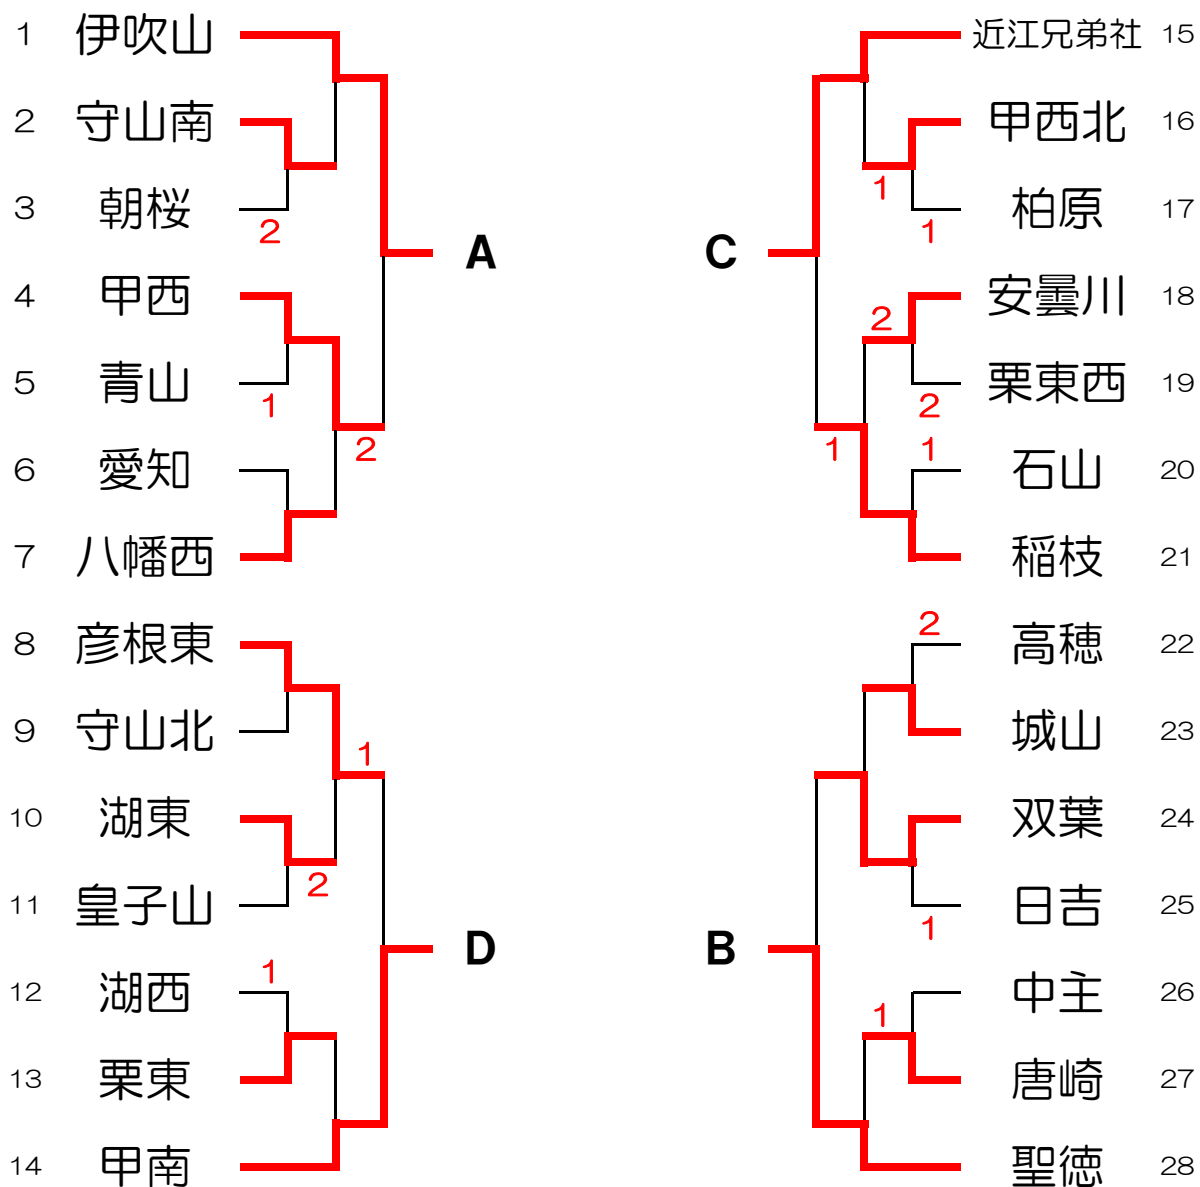 1 伊吹山
2 守山南
3 朝桜
2
A
4 甲西
5 青山
1
2
6 愛知
7 八幡西
8 彦根東
9 守山北
1
10 湖東
2
11 皇子山
D
1
12 湖西
13 栗東
14 甲南
近江兄弟社 15
甲西北 16
1
柏原 17
1
C
安曇川 18
2
栗東西 19
2
1
1
石山 20
稲枝 21
2
高穂 22
城山 23
双葉 24
日吉 25
1
B
中主 26
1
唐崎 27
聖徳 28